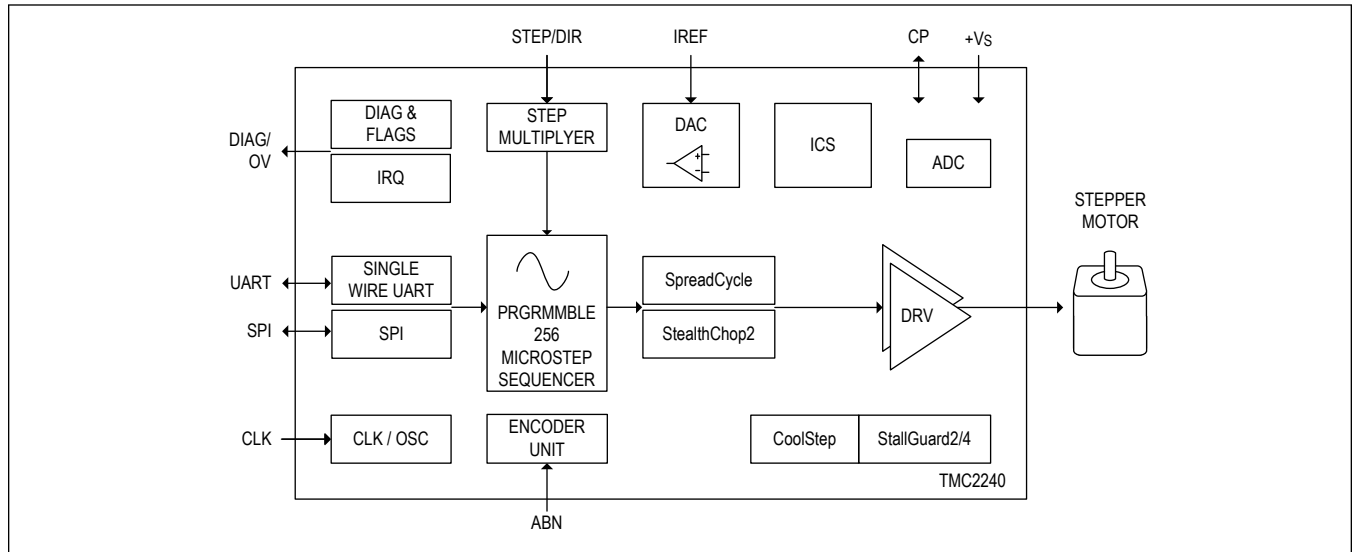 STEP/DIR
IREF
CP
+VS
DIAG &
FLAGS
IRQ
DIAG/
OV
STEP
MULTIPLYER
DAC
+
-
ICS
ADC
STEPPER
MOTOR
UART
SINGLE
WIRE UART
SPI
SPI
PRGRMMBLE
256
MICROSTEP
SEQUENCER
SpreadCycle
StealthChop2
DRV
CLK
CLK / OSC
ENCODER
UNIT
CoolStep
StallGuard2/4
TMC2240
ABN